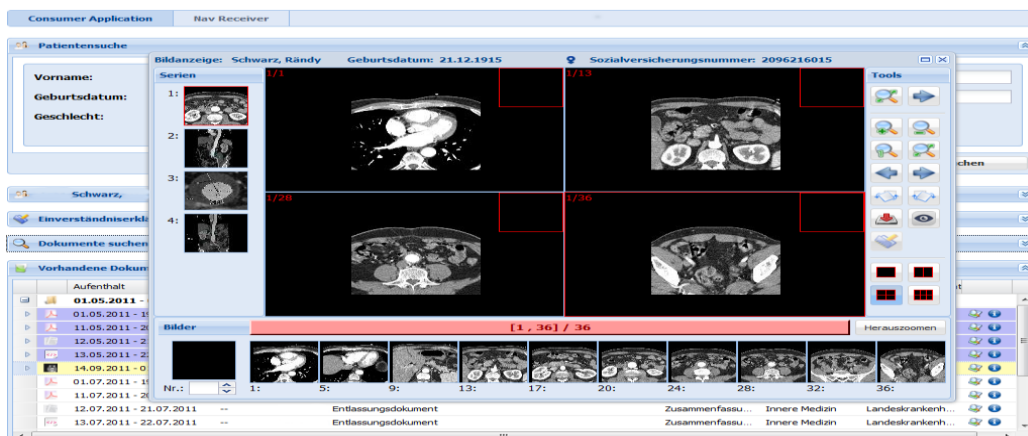 Consumer Application Nav Receiver
Patientensuche
Bildanzeige: Schwarz, Rändy Geburtsdatum: 21.12.1915 Sozialversicherungsnummer: 2096216015
Vorname:
Geburtsdatum:
Geschlecht:
Serien
1:
2:
3:
4:
1/1
1/13
1/28
1/36
Tools
chen
Schwarz,
Einverständniserklä
Dokumente suchen
Vorhandene Dokum
Aufenthalt
01.05.2011 -
01.05.2011 - 19
11.05.2011 - 20
12.05.2011 - 2
13.05.2011 - 2
14.09.2011 - 0
01.07.2011 - 19
11.07.2011 - 20
Bilder [1 , 36] / 36 Herauszoomen
Nr.: 1: 5: 9: 13: 17: 20: 24: 28: 32: 36:
12.07.2011 - 21.07.2011 -- Entlassungsdokument Zusammenfassu... Innere Medizin Landeskrankenh...
13.07.2011 - 22.07.2011 -- Entlassungsdokument Zusammenfassu... Innere Medizin Landeskrankenh...